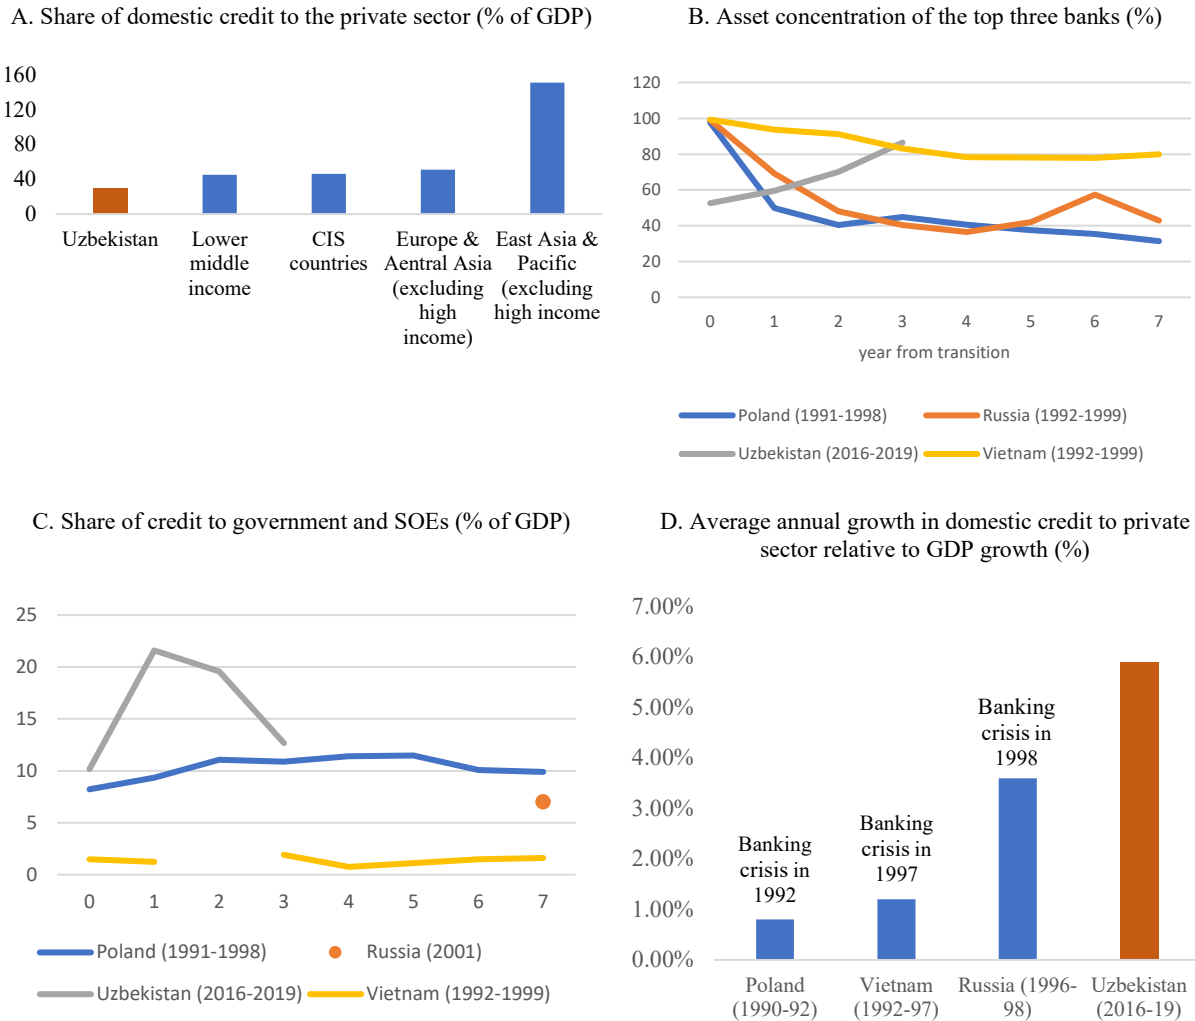 A. Share of domestic credit to the private sector (% of GDP)
160
120
80
40
0
Uzbekistan
Lower
middle
income
CIS
countries
Europe &
Aentral Asia
(excluding
high
income)
East Asia &
Pacific
(excluding
high income
B. Asset concentration of the top three banks (%)
120
100
80
60
40
20
0
0 1 2 3 4 5 6 7
year from transition
Poland (1991-1998) Russia (1992-1999)
Uzbekistan (2016-2019) Vietnam (1992-1999)
C. Share of credit to government and SOEs (% of GDP)
25
20
15
10
5
0
0 1 2 3 4 5 6 7
Poland (1991-1998) Russia (2001)
Uzbekistan (2016-2019) Vietnam (1992-1999)
D. Average annual growth in domestic credit to private
sector relative to GDP growth (%)
7.00%
6.00%
5.00%
4.00%
3.00%
2.00%
1.00%
0.00%
Banking
crisis in
1992
Banking
crisis in
1997
Banking
crisis in
1998
Poland
(1990-92)
Vietnam
(1992-97)
Russia (1996-
98)
Uzbekistan
(2016-19)